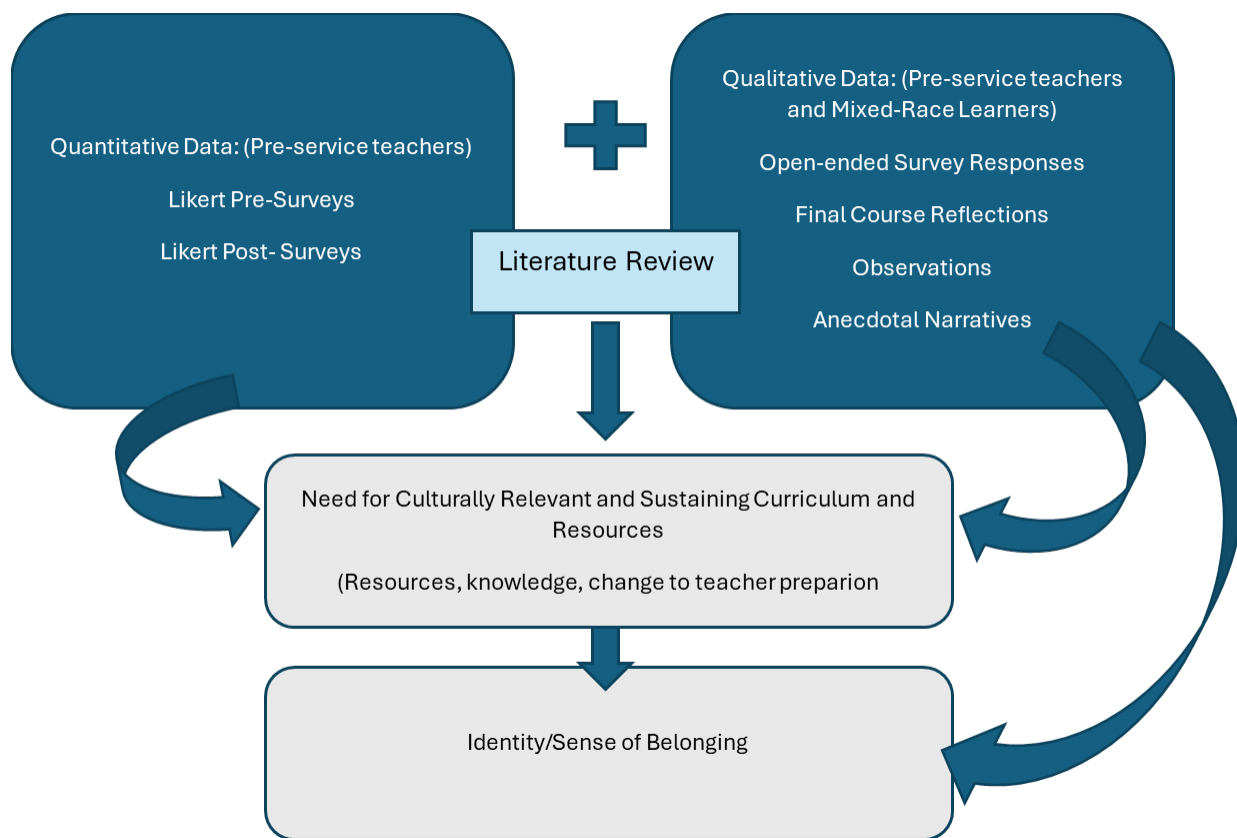 Quantitative Data: (Pre-service teachers)
Likert Pre-Surveys
Likert Post- Surveys
Qualitative Data: (Pre-service teachers
and Mixed-Race Learners)
Open-ended Survey Responses
Final Course Reflections
Observations
Anecdotal Narratives
Literature Review
Need for Culturally Relevant and Sustaining Curriculum and
Resources
(Resources, knowledge, change to teacher preparion
Identity/Sense of Belonging